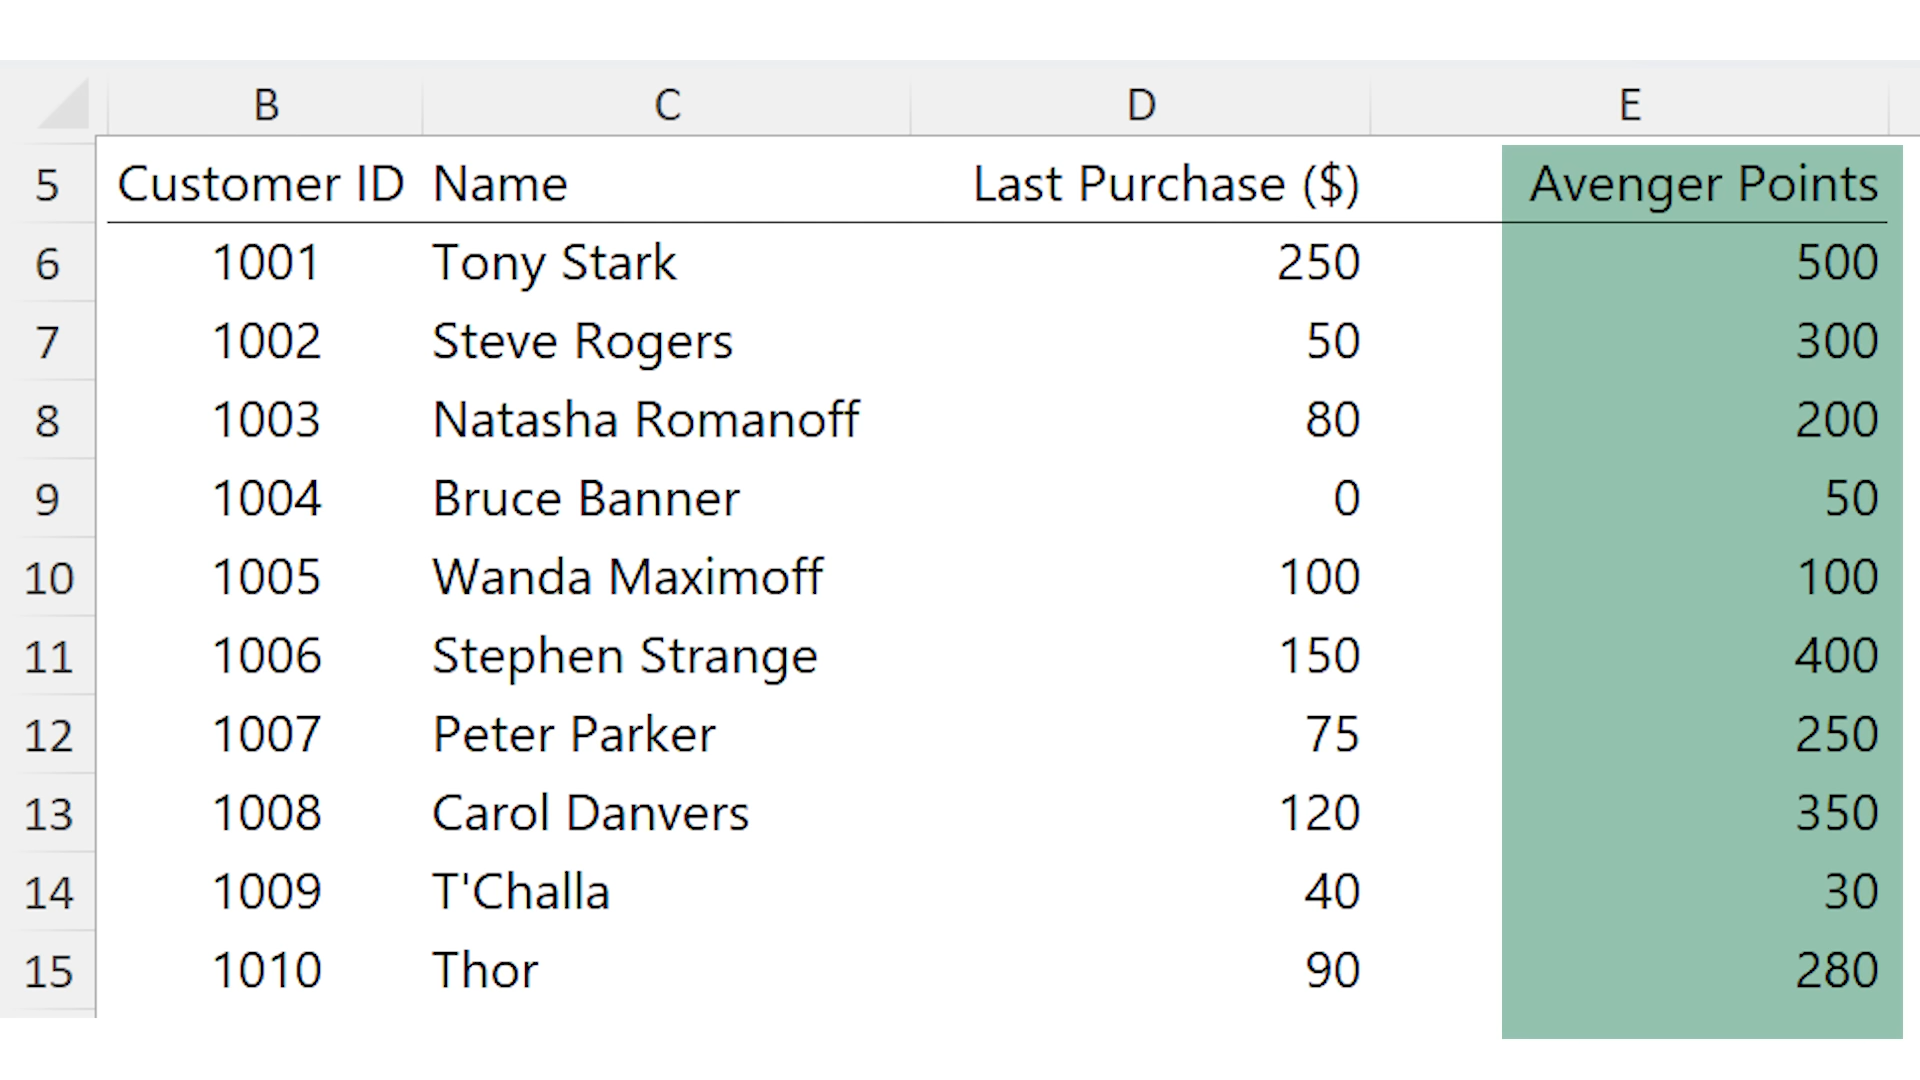 B C D E
5 Customer ID Name Last Purchase ($) Avenger Points
6 1001 Tony Stark 250 500
7 1002 Steve Rogers 50 300
8 1003 Natasha Romanoff 80 200
9 1004 Bruce Banner 0 50
10 1005 Wanda Maximoff 100 100
11 1006 Stephen Strange 150 400
12 1007 Peter Parker 75 250
13 1008 Carol Danvers 120 350
14 1009 T'Challa 40 30
15 1010 Thor 90 280